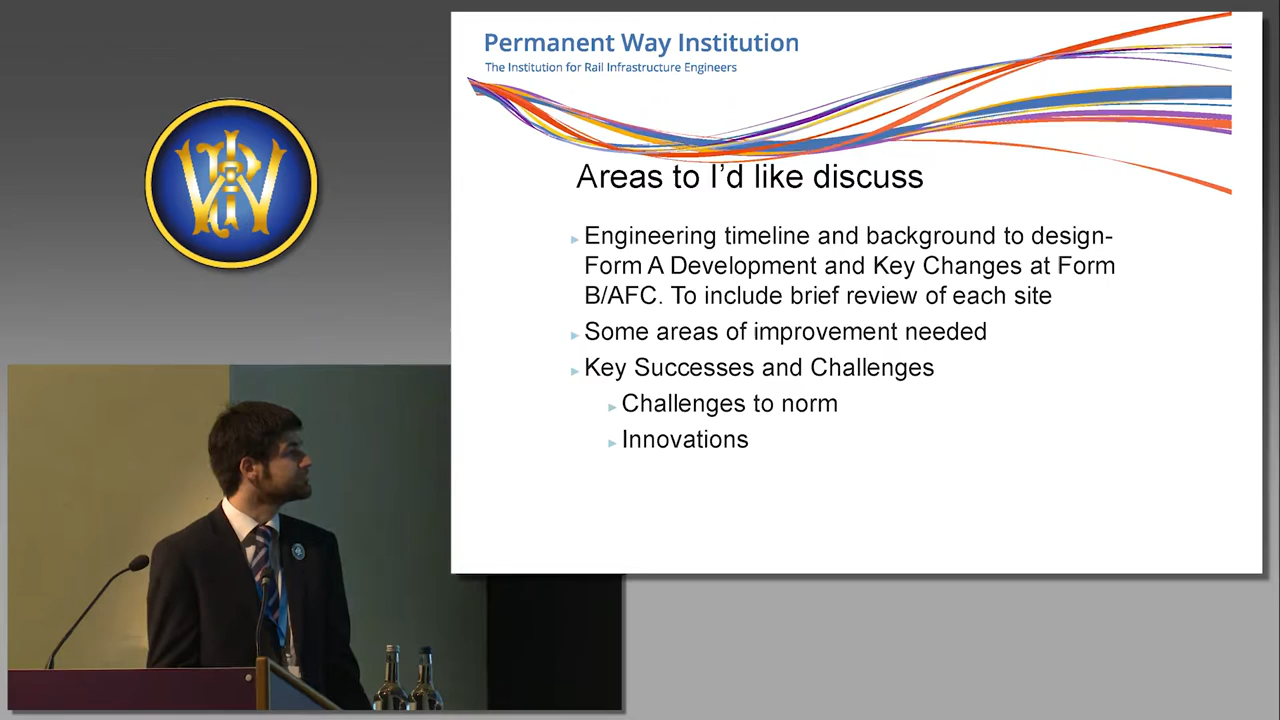 Permanent Way Institution
The Institution for Rail Infrastructure Engineers
Areas to I’d like discuss
Engineering timeline and background to design-
Form A Development and Key Changes at Form
B/AFC. To include brief review of each site
Some areas of improvement needed
Key Successes and Challenges
Challenges to norm
Innovations
PWI